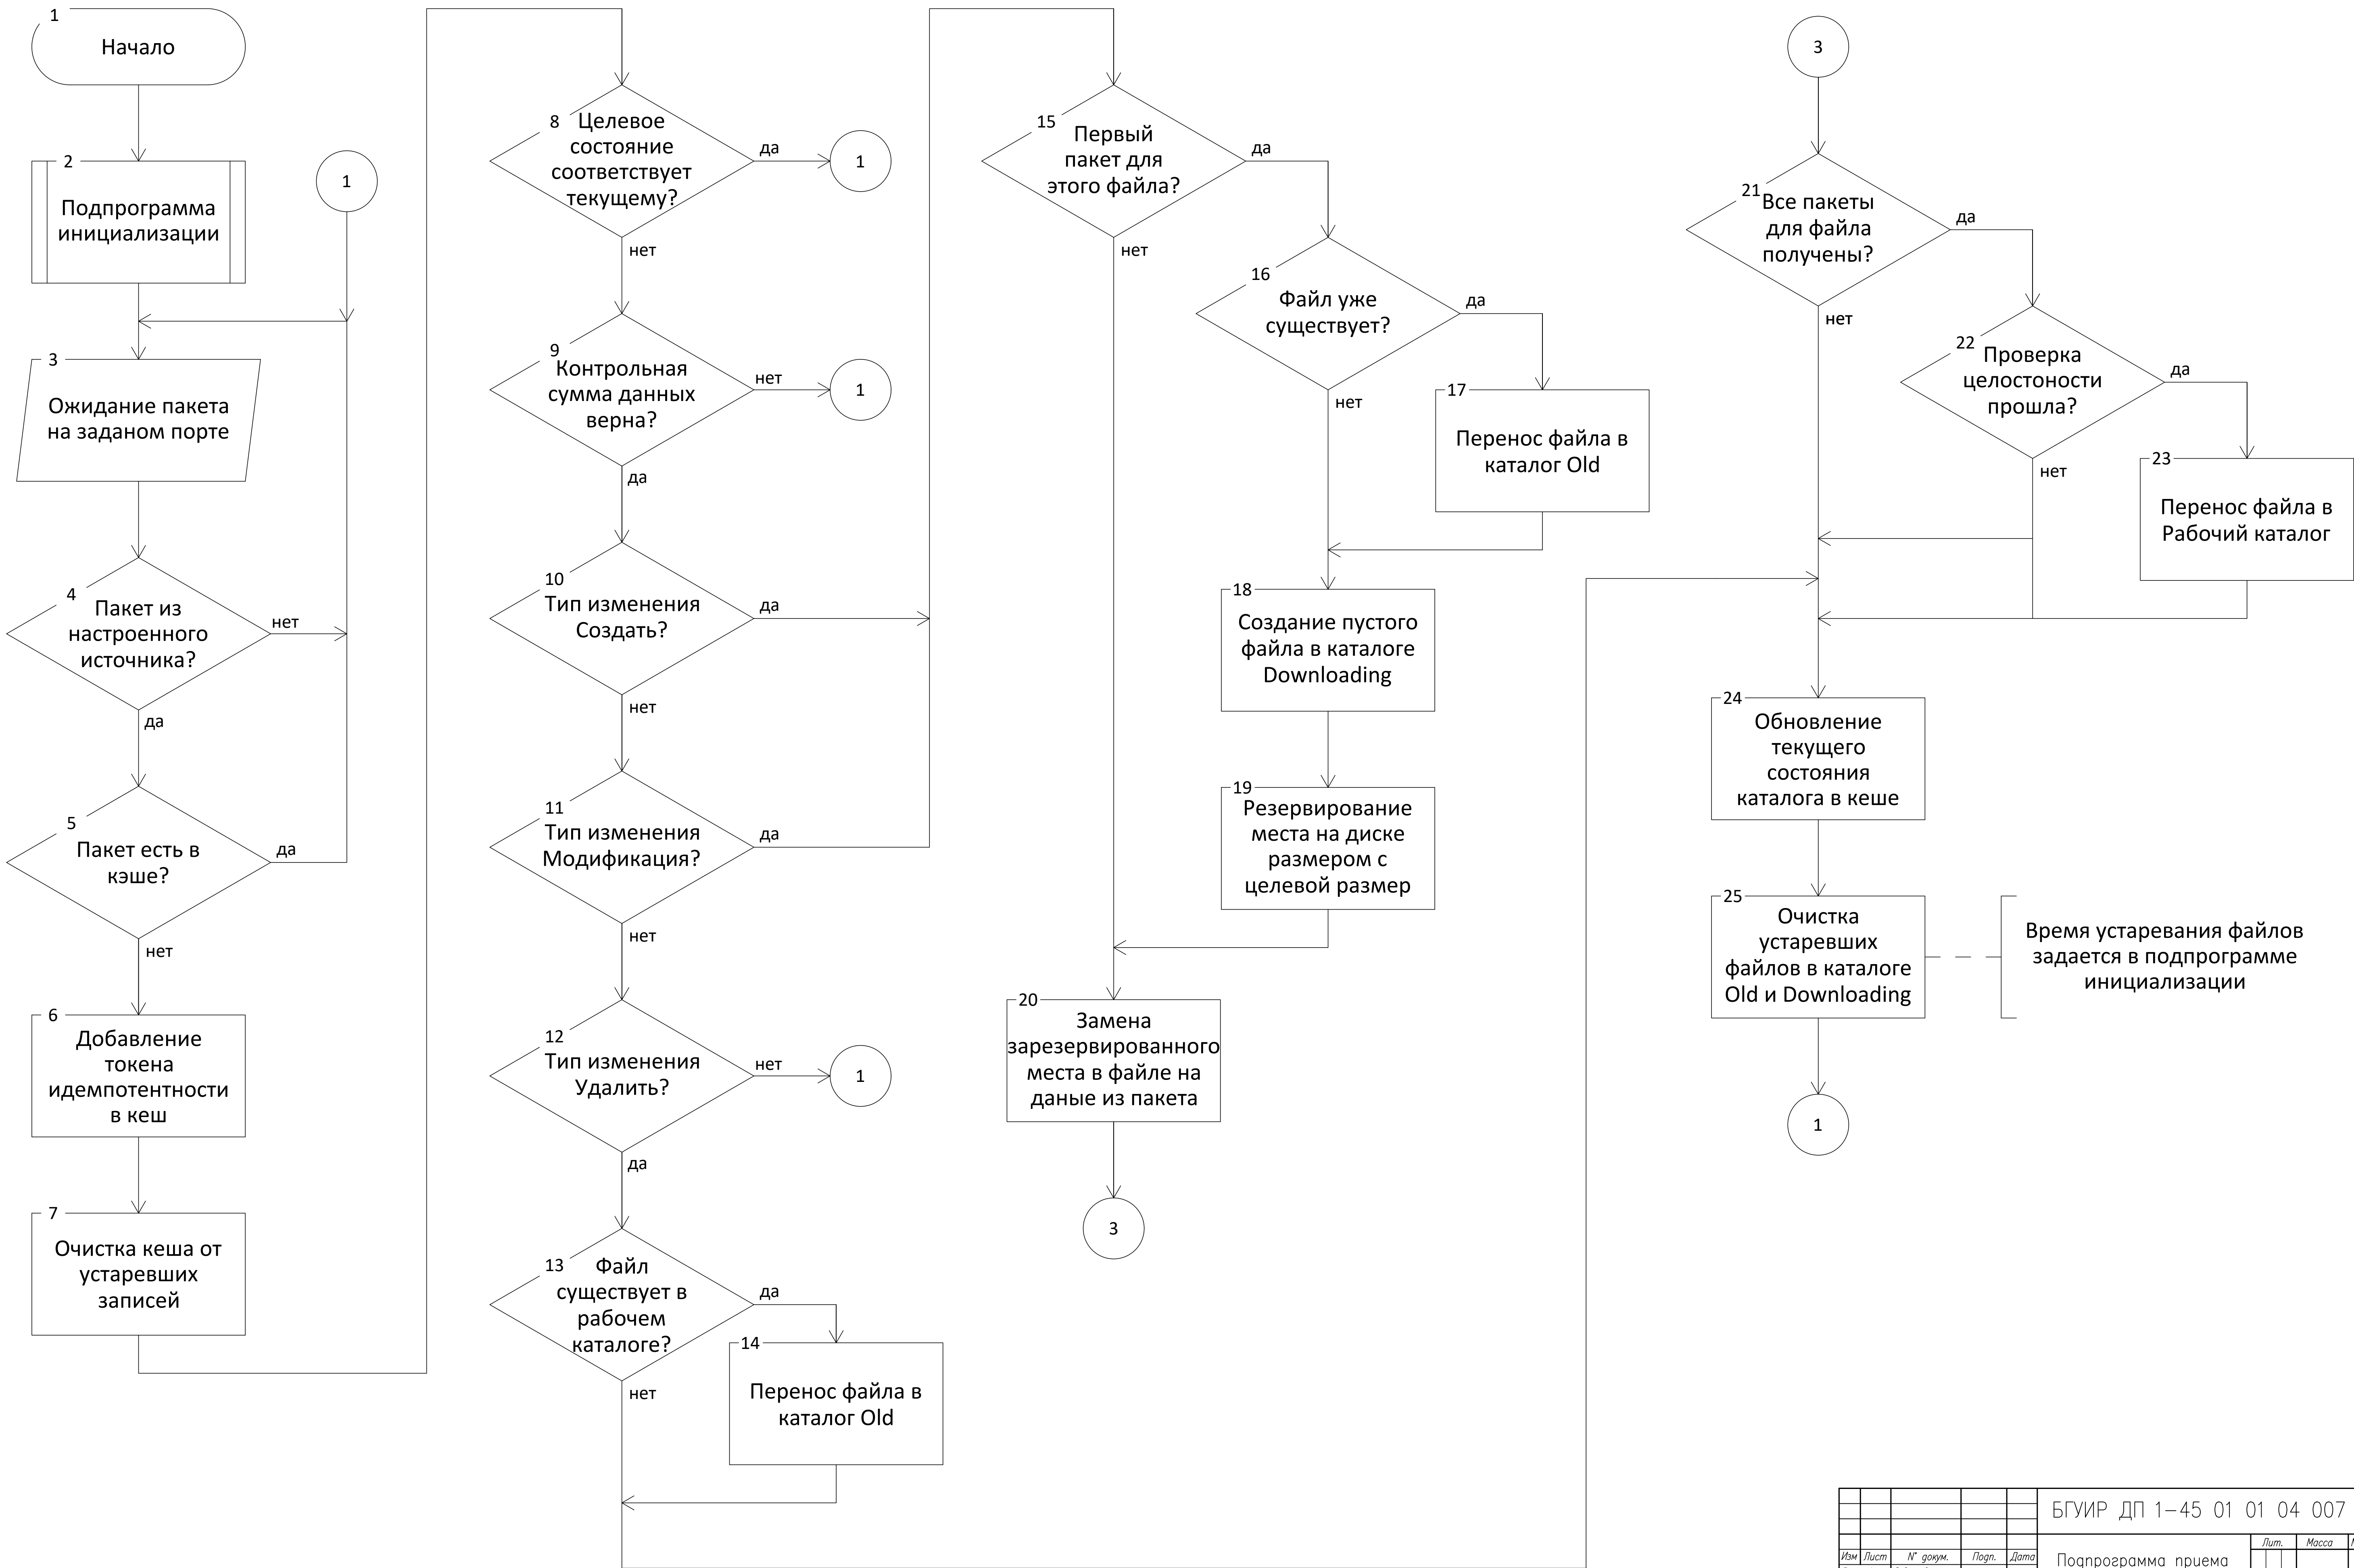 1
Начало
2
Подпрограмма
инициализации
1
3
Ожидание пакета
на заданом порте
4
Пакет из
настроенного
источника?
нет
да
5
Пакет есть в
кэше?
да
нет
6
Добавление
токена
идемпотентности
в кеш
7
Очистка кеша от
устаревших
записей
8
Целевое
состояние
соответствует
текущему?
да
1
нет
9
Контрольная
сумма данных
верна?
нет
1
да
10
Тип изменения
Создать?
да
нет
11
Тип изменения
Модификация?
да
нет
12
Тип изменения
Удалить?
нет
1
да
13
Файл
существует в
рабочем
каталоге?
да
нет
14
Перенос файла в
каталог Old
15
Первый
пакет для
этого файла?
да
нет
16
Файл уже
существует?
да
нет
17
Перенос файла в
каталог Old
18
Создание пустого
файла в каталоге
Downloading
19
Резервирование
места на диске
размером с
целевой размер
20
Замена
зарезервированного
места в файле на
даные из пакета
3
3
21
Все пакеты
для файла
получены?
да
нет
22
Проверка
целостоности
прошла?
да
нет
23
Перенос файла в
Рабочий каталог
24
Обновление
текущего
состояния
каталога в кеше
25
Очистка
устаревших
файлов в каталоге
Old и Downloading
Время устаревания файлов
задается в подпрограмме
инициализации
1
БГУИР ДП 1-45 01 01 04 007
Изм Лист N° докум. Подп. Дата
Подпрограмма приема
Лит. Масса